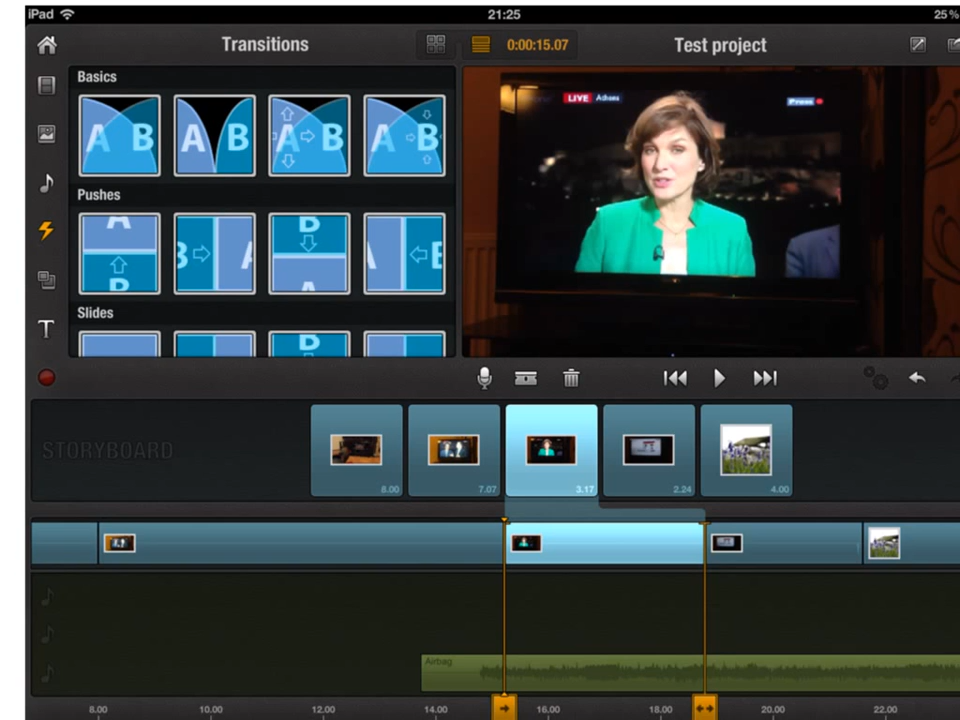 iPad 21:25 25%
Transitions 0:00:15.07 Test project
Basics
A B A B A B A B
LIVE Athens
Press
Pushes
A B B A B A A B
Slides
B
T
STORYBOARD
8.00 7.07 3.17 2.24 4.00
Airbag
8.00 10.00 12.00 14.00 16.00 18.00 20.00 22.00